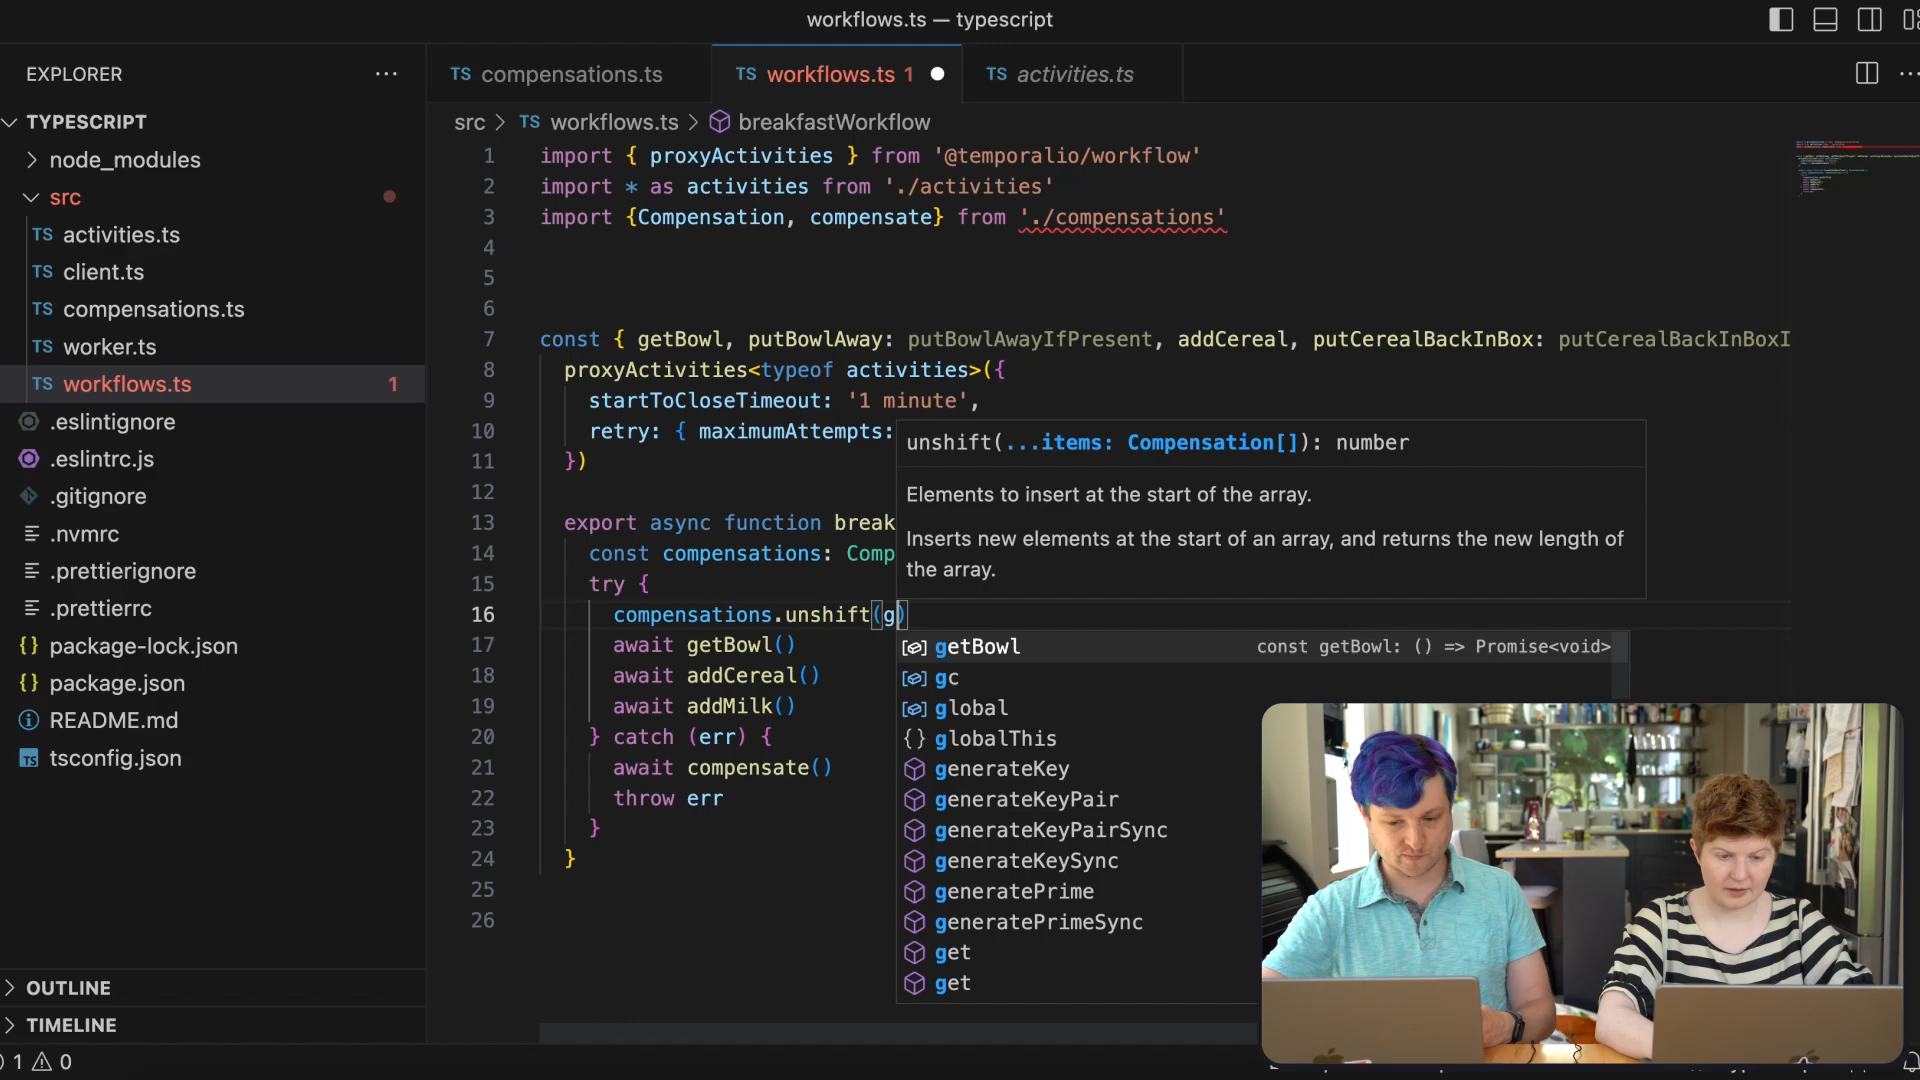 workflows.ts — typescript
EXPLORER
TYPESCRIPT
node_modules
src
TS activities.ts
TS client.ts
TS compensations.ts
TS worker.ts
TS workflows.ts 1
.eslintignore
.eslintrc.js
.gitignore
.nvmrc
.prettierignore
.prettierrc
{} package-lock.json
{} package.json
README.md
TS tsconfig.json
OUTLINE
TIMELINE
1 0
TS compensations.ts
TS workflows.ts 1
TS activities.ts
src > TS workflows.ts > breakfastWorkflow
1 import { proxyActivities } from '@temporalio/workflow'
2 import * as activities from './activities'
3 import {Compensation, compensate} from './compensations'
4
5
6
7 const { getBowl, putBowlAway: putBowlAwayIfPresent, addCereal, putCerealBackInBox: putCerealBackInBoxI
8 proxyActivities<typeof activities>({
9 startToCloseTimeout: '1 minute',
10 retry: { maximumAttempts:
11 })
12
13 export async function break
14 const compensations: Comp
15 try {
16 compensations.unshift(g)
17 await getBowl()
18 await addCereal()
19 await addMilk()
20 } catch (err) {
21 await compensate()
22 throw err
23 }
24 }
25
26
unshift(...items: Compensation[]): number
Elements to insert at the start of the array.
Inserts new elements at the start of an array, and returns the new length of
the array.
getBowl const getBowl: () => Promise<void>
gc
global
{} globalThis
generateKey
generateKeyPair
generateKeyPairSync
generateKeySync
generatePrime
generatePrimeSync
get
get